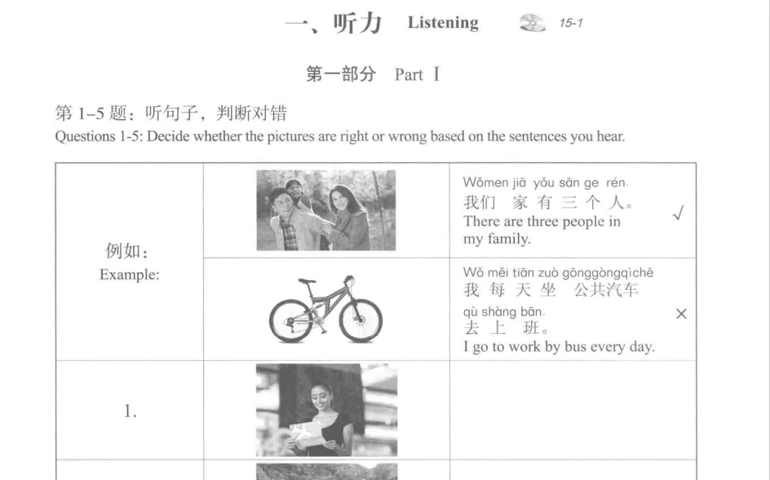 一、听力 Listening 15-1
第一部分 Part Ⅰ
第 1-5 题：听句子，判断对错
Questions 1-5: Decide whether the pictures are right or wrong based on the sentences you hear.
例如：
Example:
Wǒmen jiā yǒu sān ge rén.
我们 家 有 三 个 人。
There are three people in
my family.
✓
Wǒ měi tiān zuò gōnggòngqìchē
我 每 天 坐 公共汽车
qù shàng bān.
去 上 班。
I go to work by bus every day.
×
1.